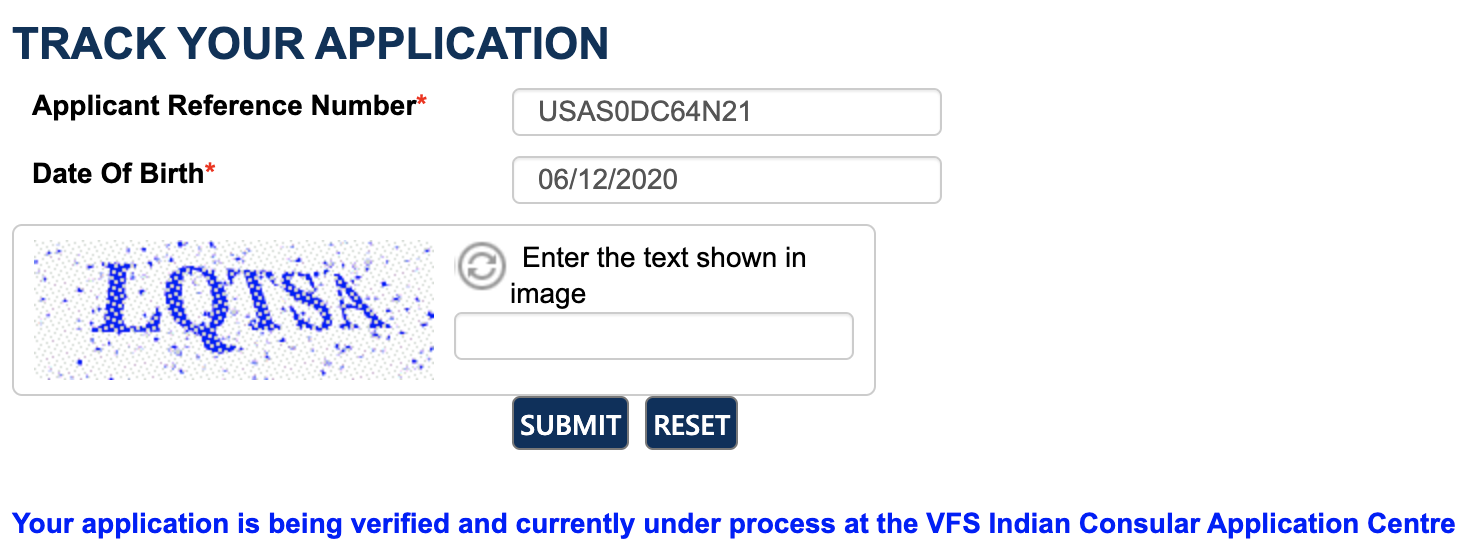 TRACK YOUR APPLICATION
Applicant Reference Number* USAS0DC64N21
Date Of Birth* 06/12/2020
LQTSA
Enter the text shown in
image
SUBMIT RESET
Your application is being verified and currently under process at the VFS Indian Consular Application Centre